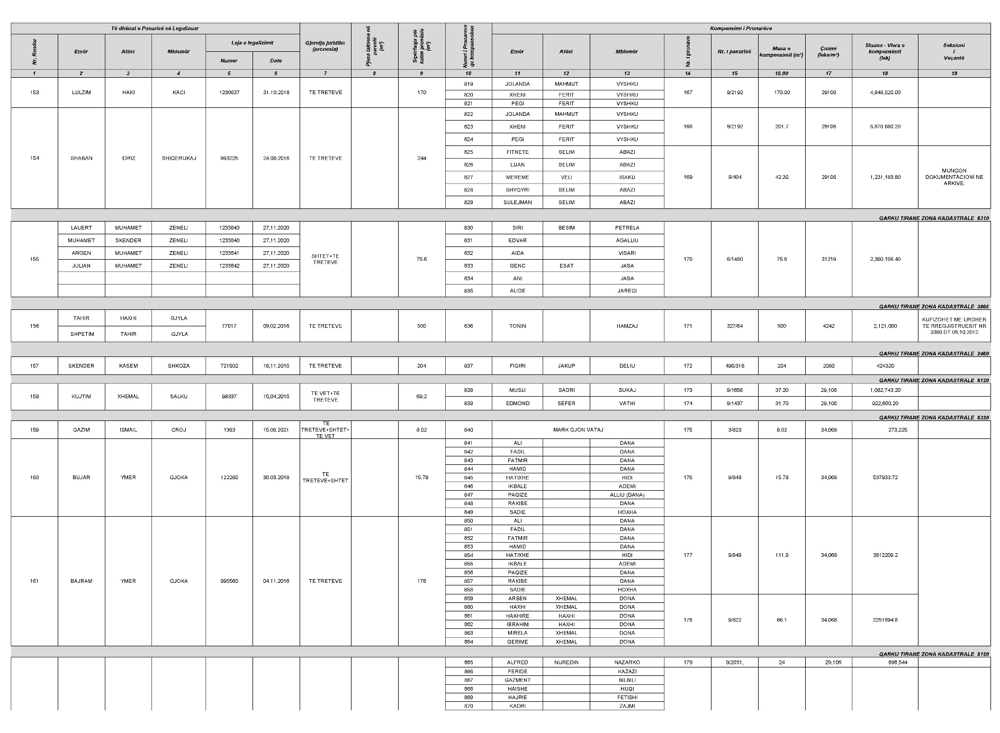 Të dhënat e Pasurisë së Legalizuar
Kompensimi i Pronarëve
Nr. Rendor
Emër
Atësi
Mbiemër
Leja e legalizimit
Numer
Date
Gjendja juridike
(pronesia)
Pjesa takuese në
parcelë
(m²)
Sipërfaqja për
kalim pronësie
(m²)
Numri i Pronareve
qe kompensohen
Emër
Atësi
Mbiemër
Nr. i pronave
Nr. i pasurisë
Masa e
kompensimit (m²)
Çmimi
(leke/m²)
Shuma - Vlera e
kompensimit
(lek)
Seksioni
i
Veçantë
1 2 3 4 5 6 7 8 9 10 11 12 13 14 15 16.00 17 18 19
153 LULZIM HAKI KACI 1230637 31.10.2018 TE TRETEVE 170
819 JOLANDA MAHMUT VYSHKU
820 XHENI FERIT VYSHKU
821 PEGI FERIT VYSHKU
167 9/2192 170.00 29106 4,948,020.00
154 SHABAN IDRIZ SHIQERUKAJ 993225 24.08.2016 TE TRETEVE 244
822 JOLANDA MAHMUT VYSHKU
823 XHENI FERIT VYSHKU
824 PEGI FERIT VYSHKU
168 9/2192 201.7 29106 5,870,680.20
825 FITNETE SELIM ABAZI
826 LUAN SELIM ABAZI
827 MEREME VELI ISAKU
828 SHYQYRI SELIM ABAZI
829 SULEJMAN SELIM ABAZI
169 9/404 42.30 29106 1,231,183.80
MUNGON
DOKUMENTACIONI NE
ARKIVE.
QARKU TIRANE ZONA KADASTRALE 8310
155
LAUERT MUHAMET ZENELI 1233843 27,11,2020
MUHAMET SKENDER ZENELI 1233840 27,11,2020
ARGEN MUHAMET ZENELI 1233841 27,11,2020
JULIAN MUHAMET ZENELI 1233842 27,11,2020
SHTET+TE
TRETEVE
75.6
830 SIRI BESIM PETRELA
831 EDVAR AGALLIU
832 AIDA VISARI
833 GENC ESAT JASA
834 ANI JASA
835 ALIDE JARECI
170 6/1480 75.6 31219 2,360,156.40
QARKU TIRANE ZONA KADASTRALE 3866
156
TAHIR HAXHI GJYLA
SHPETIM TAHIR GJYLA
77017 09,02,2016 TE TRETEVE 500 836 TONIN HAMZAJ 171 327/64 500 4242 2,121,000
KUFIZOHET ME URDHER
TE RREGJISTRUESIT NR
3380 DT 05,10,2012
QARKU TIRANE ZONA KADASTRALE 2460
157 SKENDER KASEM SHKOZA 721502 16,11,2015 TE TRETEVE 204 837 FIQIRI JAKUP DELIU 172 496/318 204 2080 424320
QARKU TIRANE ZONA KADASTRALE 8120
158 KUJTIM XHEMAL SALKU 98337 15,04,2015
TE VET+TE
TRETEVE
69.2
838 MUSLI SADRI SUKAJ 173 9/1658 37.20 29,106 1,082,743.20
839 EDMOND SEFER VATHI 174 9/1437 31.70 29,106 922,660.20
QARKU TIRANE ZONA KADASTRALE 8330
159 QAZIM ISMAIL CROJ 1363 15.06.2021
TE
TRETEVE+SHTET+
TE VET
8.02 840 MARK GJON VATAJ 175 3/823 8.02 34,068 273,225
160 BUJAR YMER GJOKA 122280 30.03.2018
TE
TRETEVE+SHTET
15.79
841 ALI DANA
842 FADIL DANA
843 FATMIR DANA
844 HAMID DANA
845 HATIXHE HIDI
846 IKBALE ADEMI
847 PAQIZE ALLIU (DANA)
848 RAKIBE DANA
849 SADIE HOXHA
176 9/849 15.79 34,068 537933.72
161 BAJRAM YMER GJOKA 995560 04.11.2016 TE TRETEVE 178
850 ALI DANA
851 FADIL DANA
852 FATMIR DANA
853 HAMID DANA
854 HATIXHE HIDI
855 IKBALE ADEMI
856 PAQIZE DANA
857 RAKIBE DANA
858 SADIE HOXHA
177 9/849 111.9 34,068 3812209.2
859 ARBEN XHEMAL DONA
860 HAXHI XHEMAL DONA
861 HAXHIRE HAXHI DONA
862 IBRAHIM HAXHI DONA
863 MIRELA XHEMAL DONA
864 QERIME XHEMAL DONA
178 9/822 66.1 34,068 2251894.8
QARKU TIRANE ZONA KADASTRALE 8120
865 ALFRED NUREDIN NAZARKO 179 9/2051, 24 29,106 698,544
866 FERIDE KAZAZI
867 GAZMENT BILBILI
868 HAISHE HUQI
869 HAJRIE FETISHI
870 KADRI ZAJMI